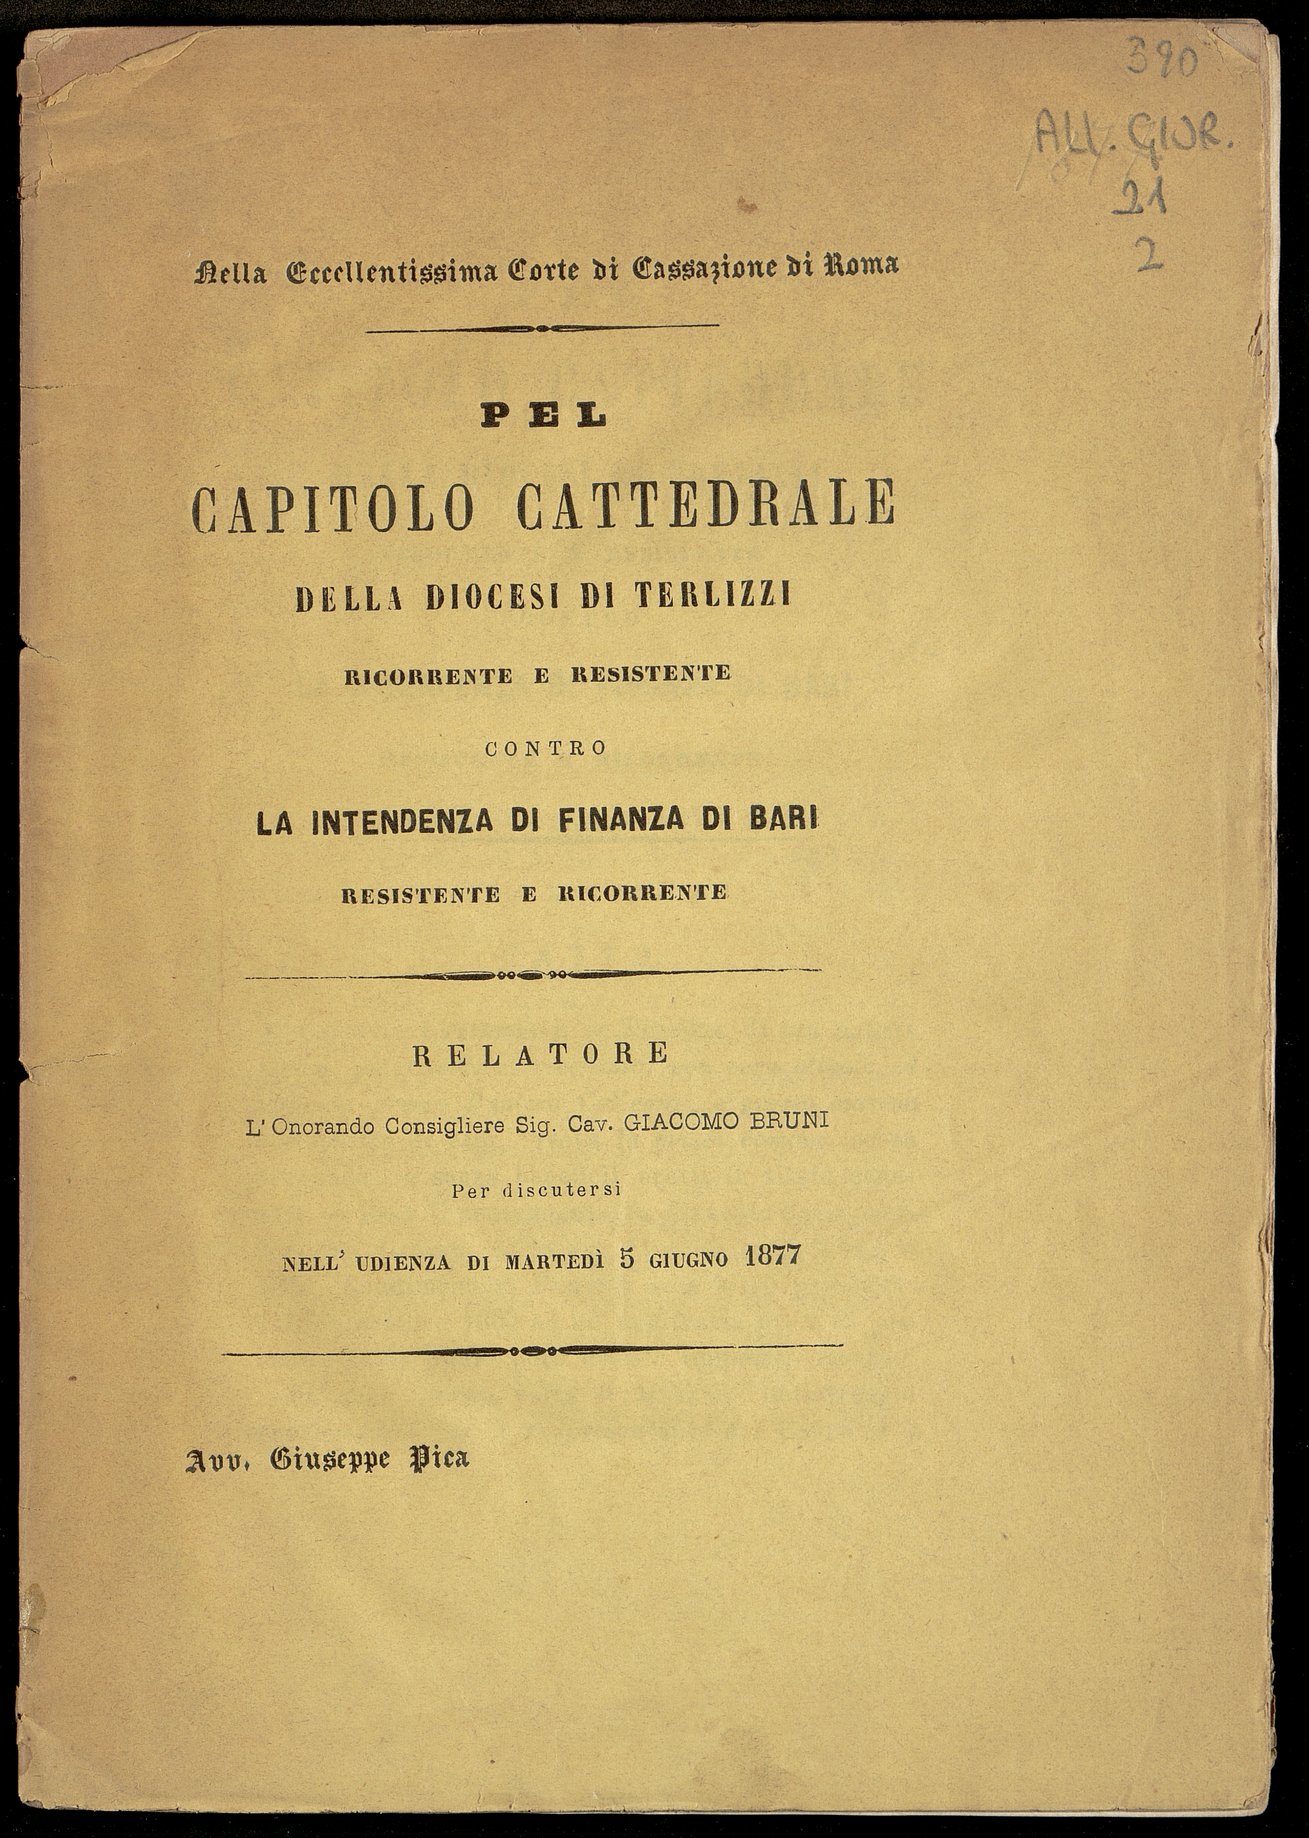 390
ALL. GIUR.
21
2
Nella Eccellentissima Corte di Cassazione di Roma
PEL
CAPITOLO CATTEDRALE
DELLA DIOCESI DI TERLIZZI
RICORRENTE E RESISTENTE
CONTRO
LA INTENDENZA DI FINANZA DI BARI
RESISTENTE E RICORRENTE
RELATORE
L'Onorando Consigliere Sig. Cav. GIACOMO BRUNI
Per discutersi
NELL' UDIENZA DI MARTEDÌ 5 GIUGNO 1877
Avv. Giuseppe Pica